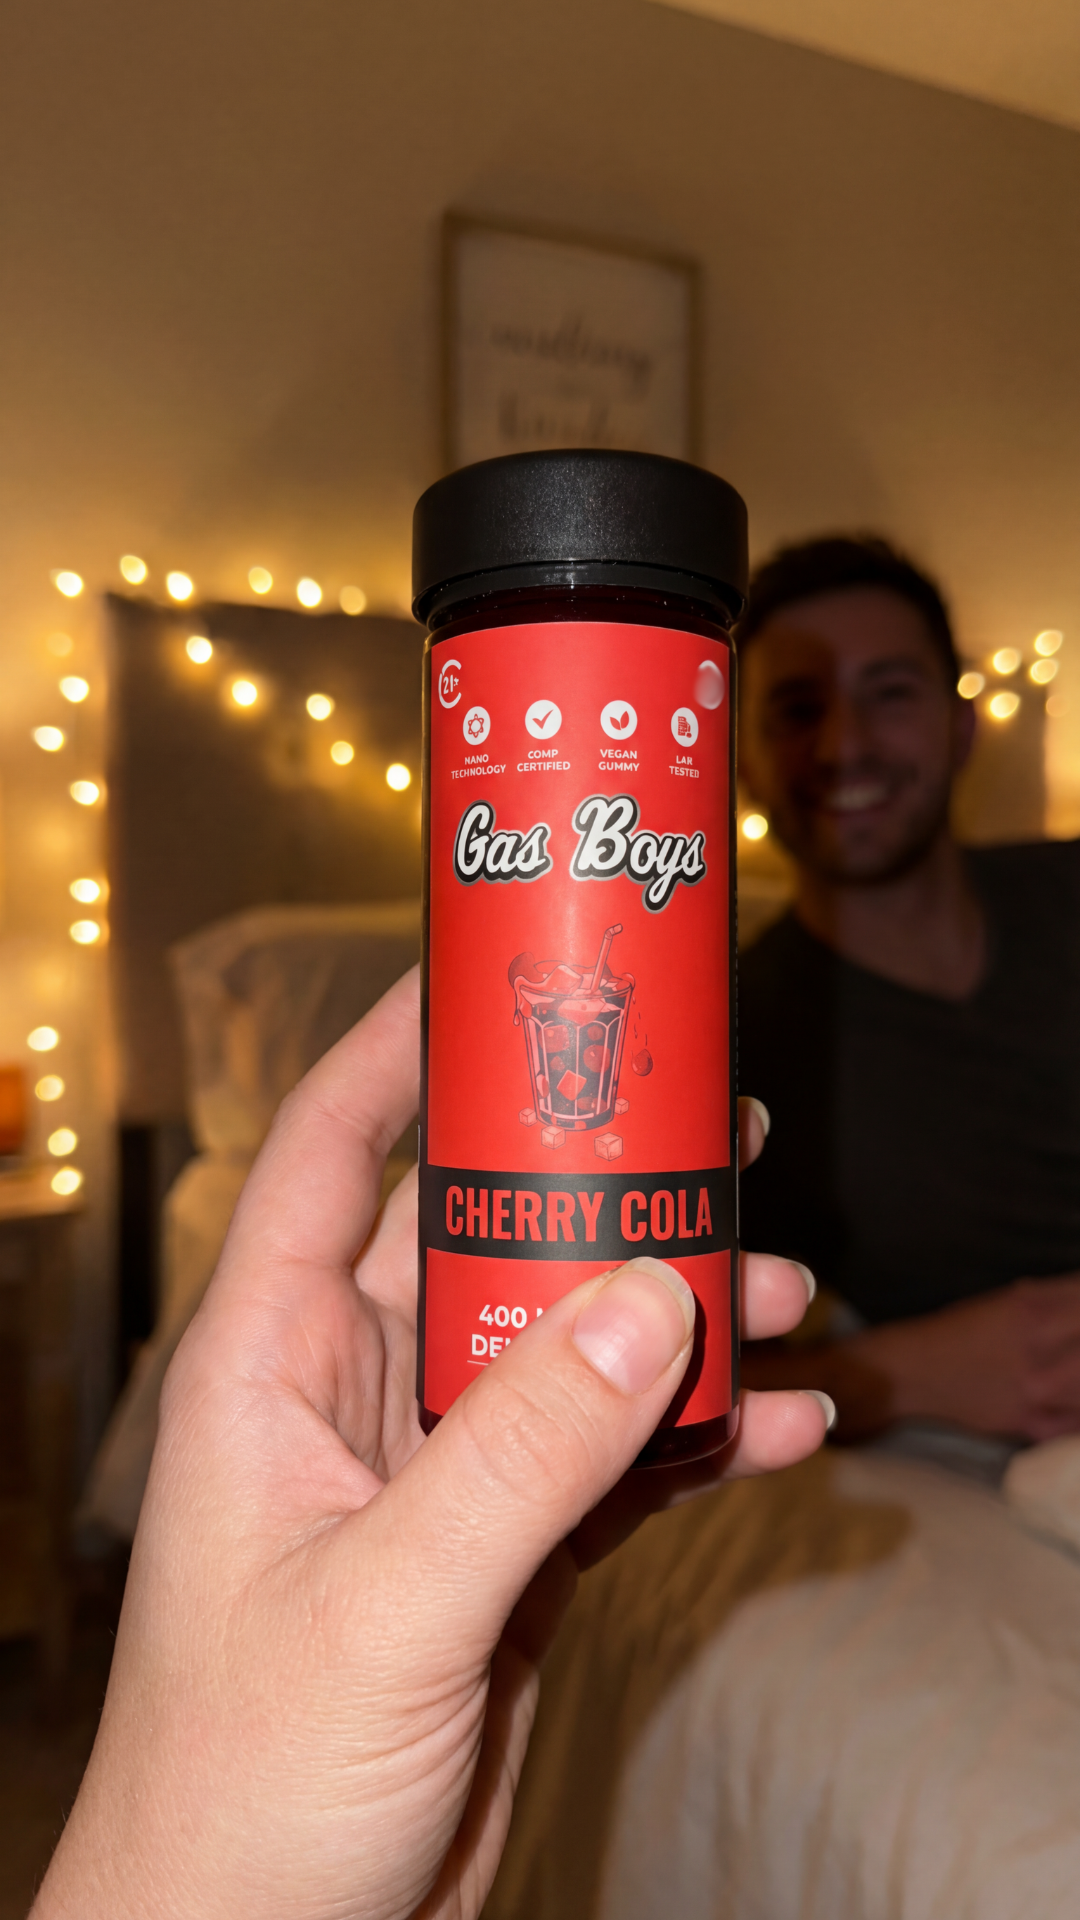 21+
NANO
TECHNOLOGY
COMP
CERTIFIED
VEGAN
GUMMY
LAB
TESTED
Gas Boys
CHERRY COLA
400